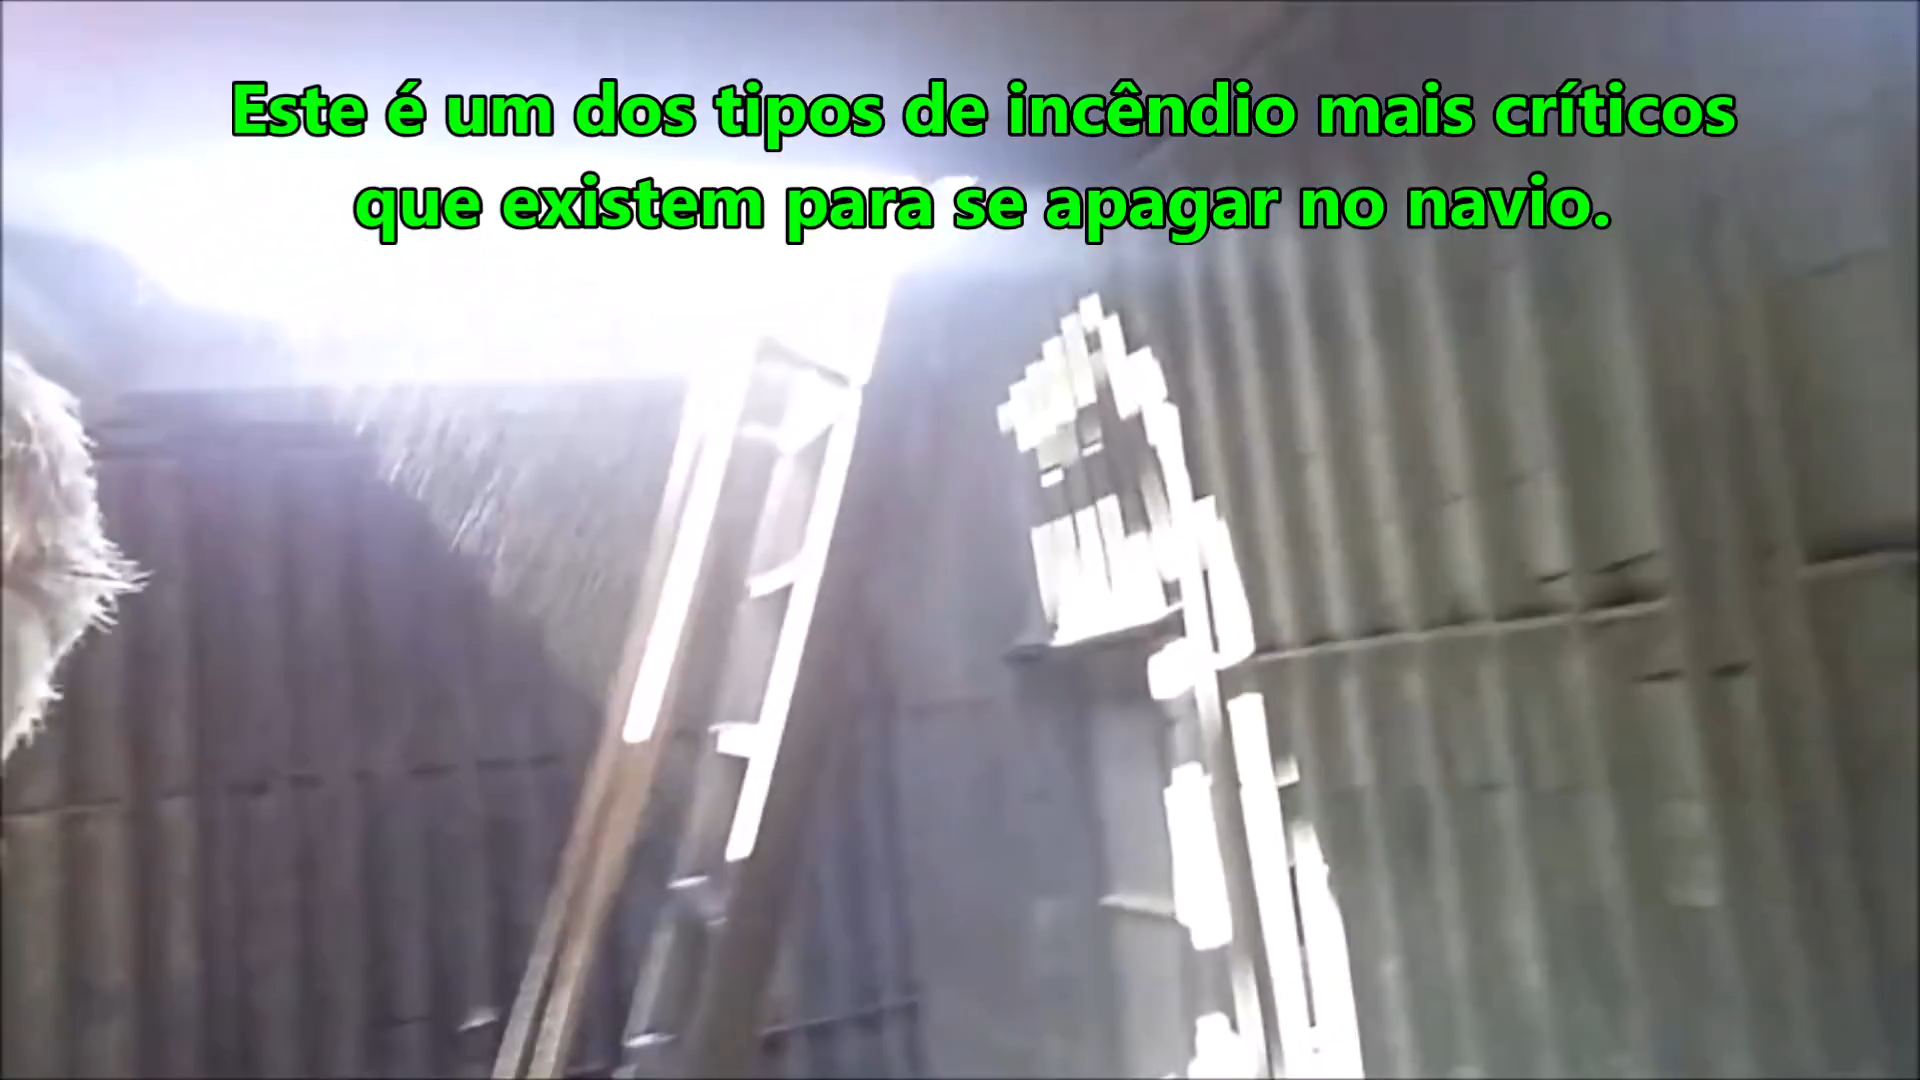 Este é um dos tipos de incêndio mais críticos
que existem para se apagar no navio.